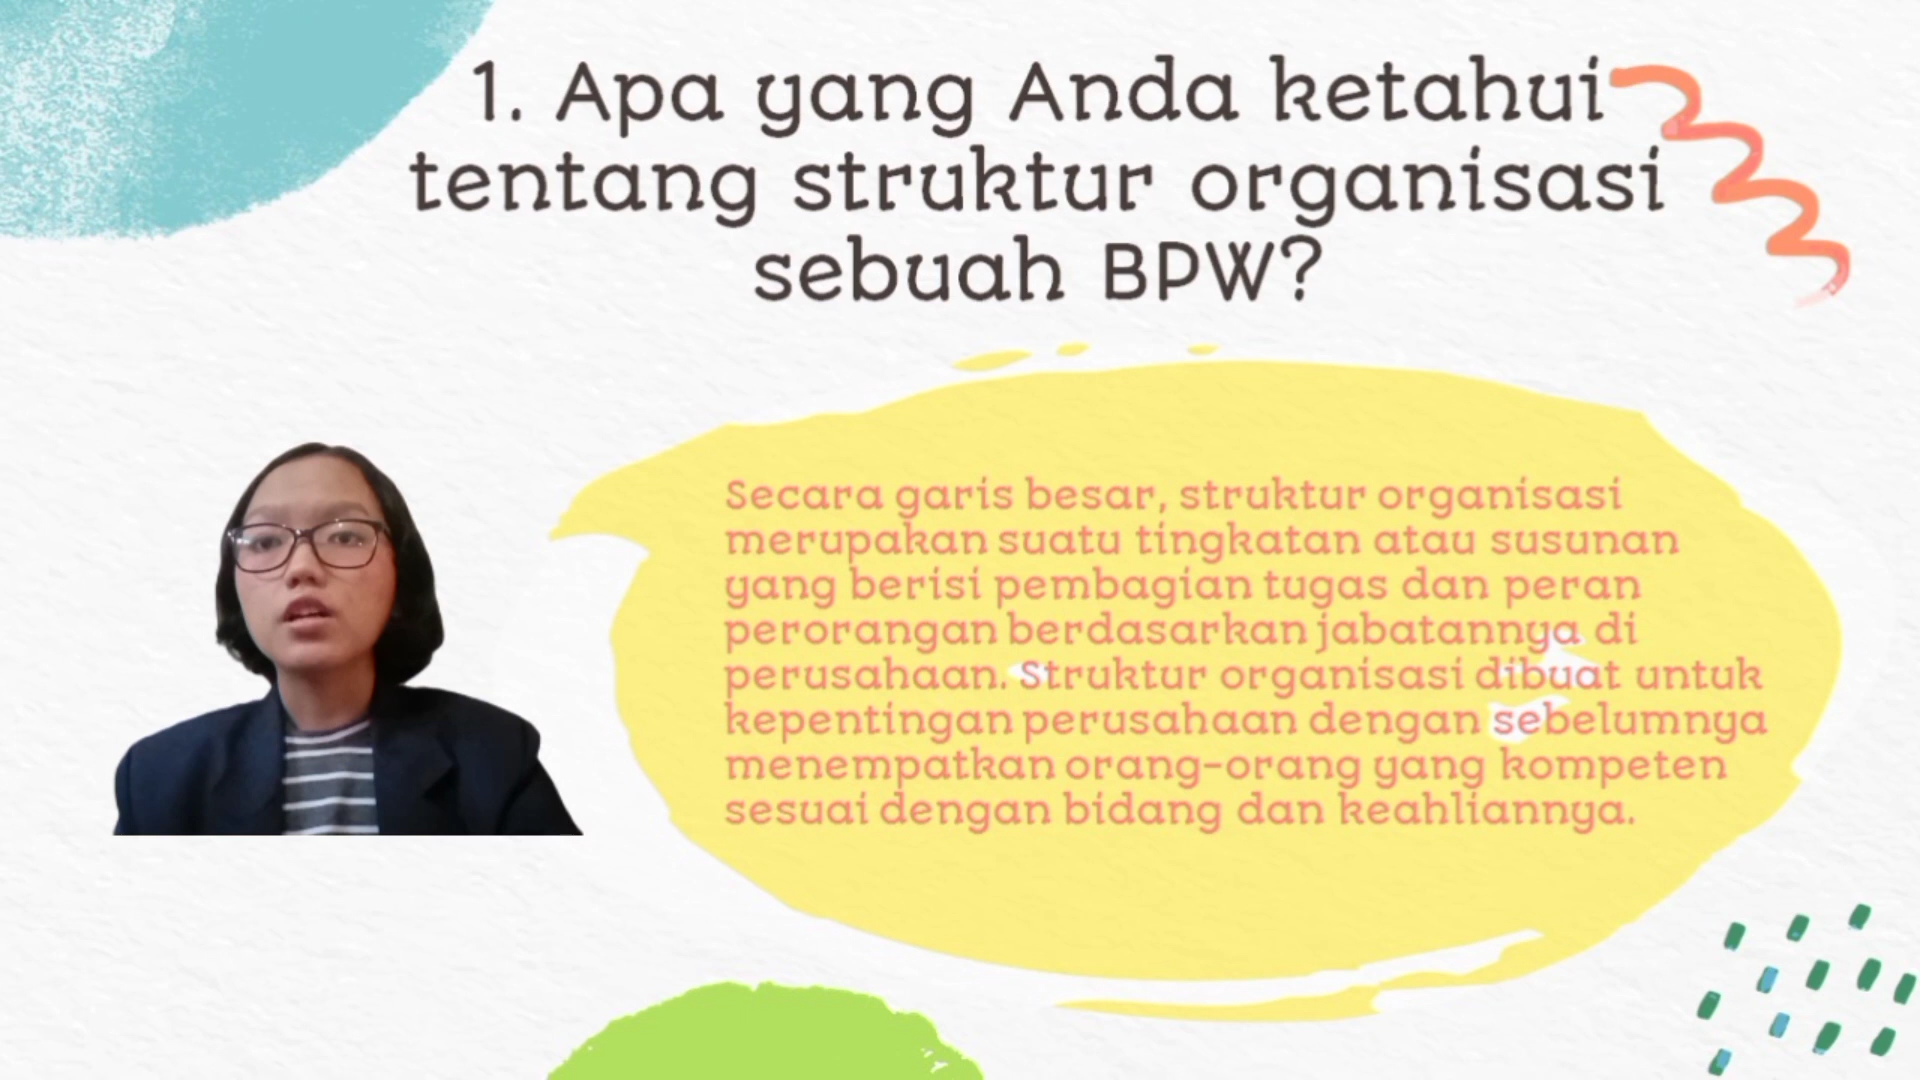 1. Apa yang Anda ketahui
tentang struktur organisasi
sebuah BPW?
Secara garis besar, struktur organisasi
merupakan suatu tingkatan atau susunan
yang berisi pembagian tugas dan peran
perorangan berdasarkan jabatannya di
perusahaan. Struktur organisasi dibuat untuk
kepentingan perusahaan dengan sebelumnya
menempatkan orang-orang yang kompeten
sesuai dengan bidang dan keahliannya.